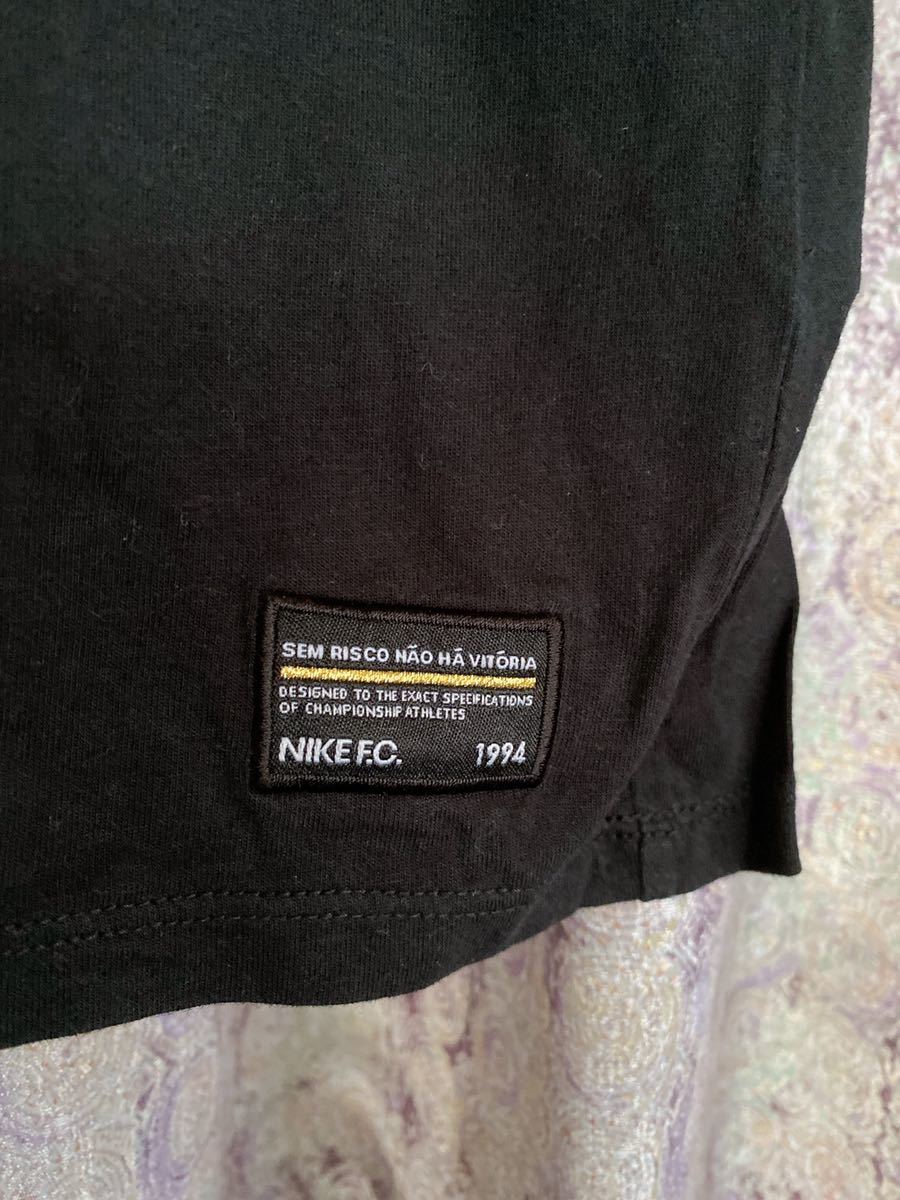 SEM RISCO NÃO HÁ VITÓRIA
DESIGNED TO THE EXACT SPECIFICATIONS
OF CHAMPIONSHIP ATHLETES
NIKE F.C. 1994